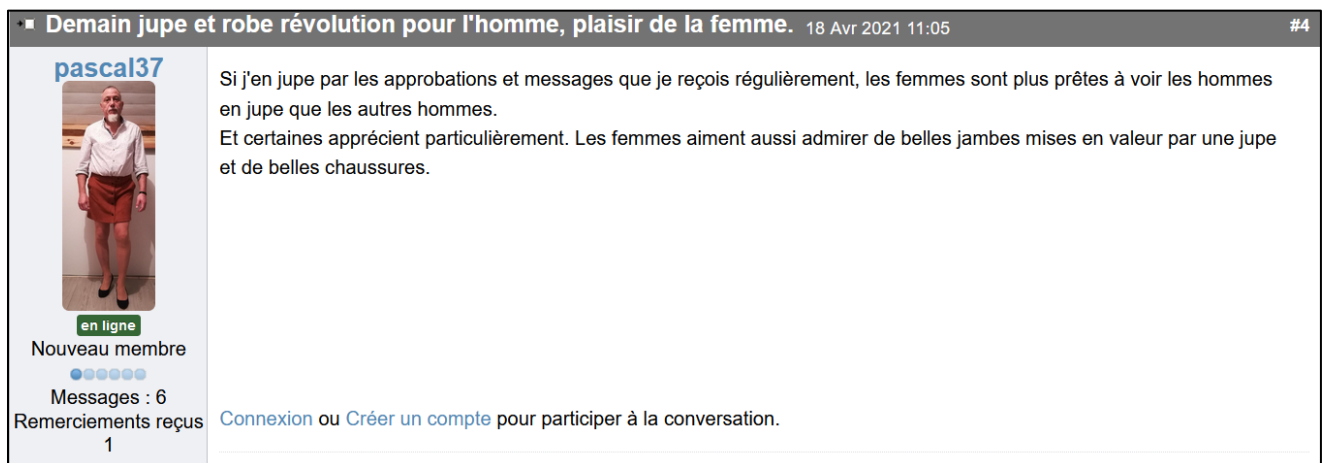 Demain jupe et robe révolution pour l'homme, plaisir de la femme. 18 Avr 2021 11:05 #4
pascal37
en ligne
Nouveau membre
Messages : 6
Remerciements reçus
1
Si j'en jupe par les approbations et messages que je reçois régulièrement, les femmes sont plus prêtes à voir les hommes
en jupe que les autres hommes.
Et certaines apprécient particulièrement. Les femmes aiment aussi admirer de belles jambes mises en valeur par une jupe
et de belles chaussures.
Connexion ou Créer un compte pour participer à la conversation.